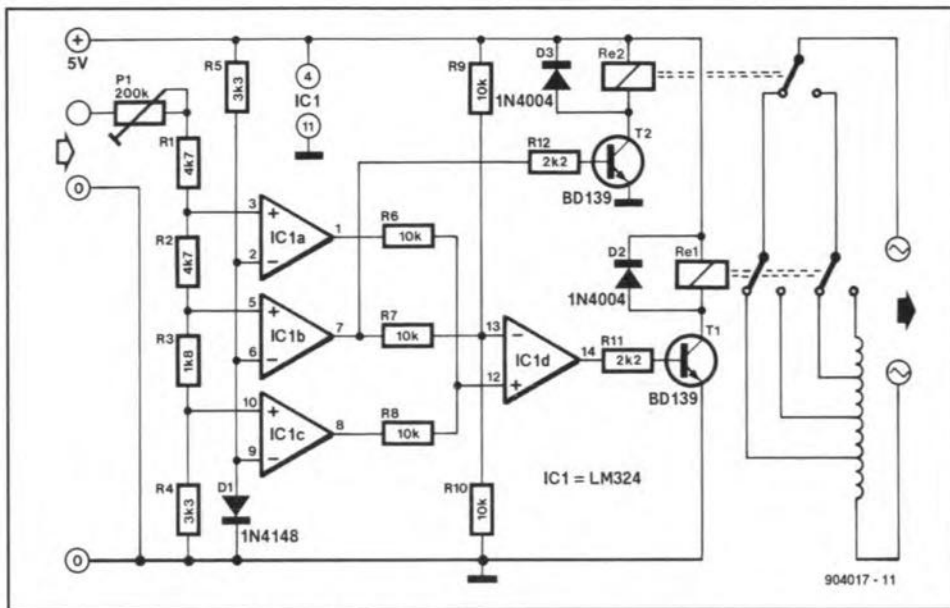 +
5V
P1
200k
R1
4k7
R2
4k7
R3
1k8
R4
3k3
0
0
R5
3k3
4
IC1
11
3
+
2
−
IC1a
1
5
+
6
−
IC1b
7
10
+
9
−
IC1c
8
D1
1N4148
R6
10k
R7
10k
R8
10k
R9
10k
R10
10k
13
−
12
+
IC1d
14
R11
2k2
R12
2k2
D3
1N4004
Re2
T2
BD139
D2
1N4004
Re1
T1
BD139
IC1 = LM324
904017 - 11